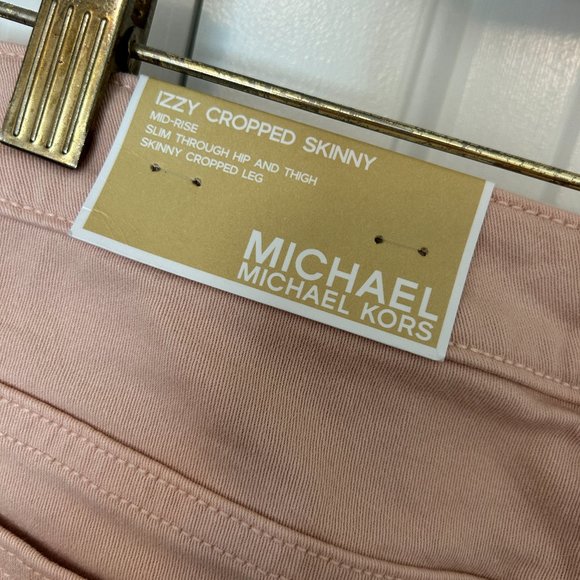 IZZY CROPPED SKINNY
MID-RISE
SLIM THROUGH HIP AND THIGH
SKINNY CROPPED LEG
MICHAEL
MICHAEL KORS